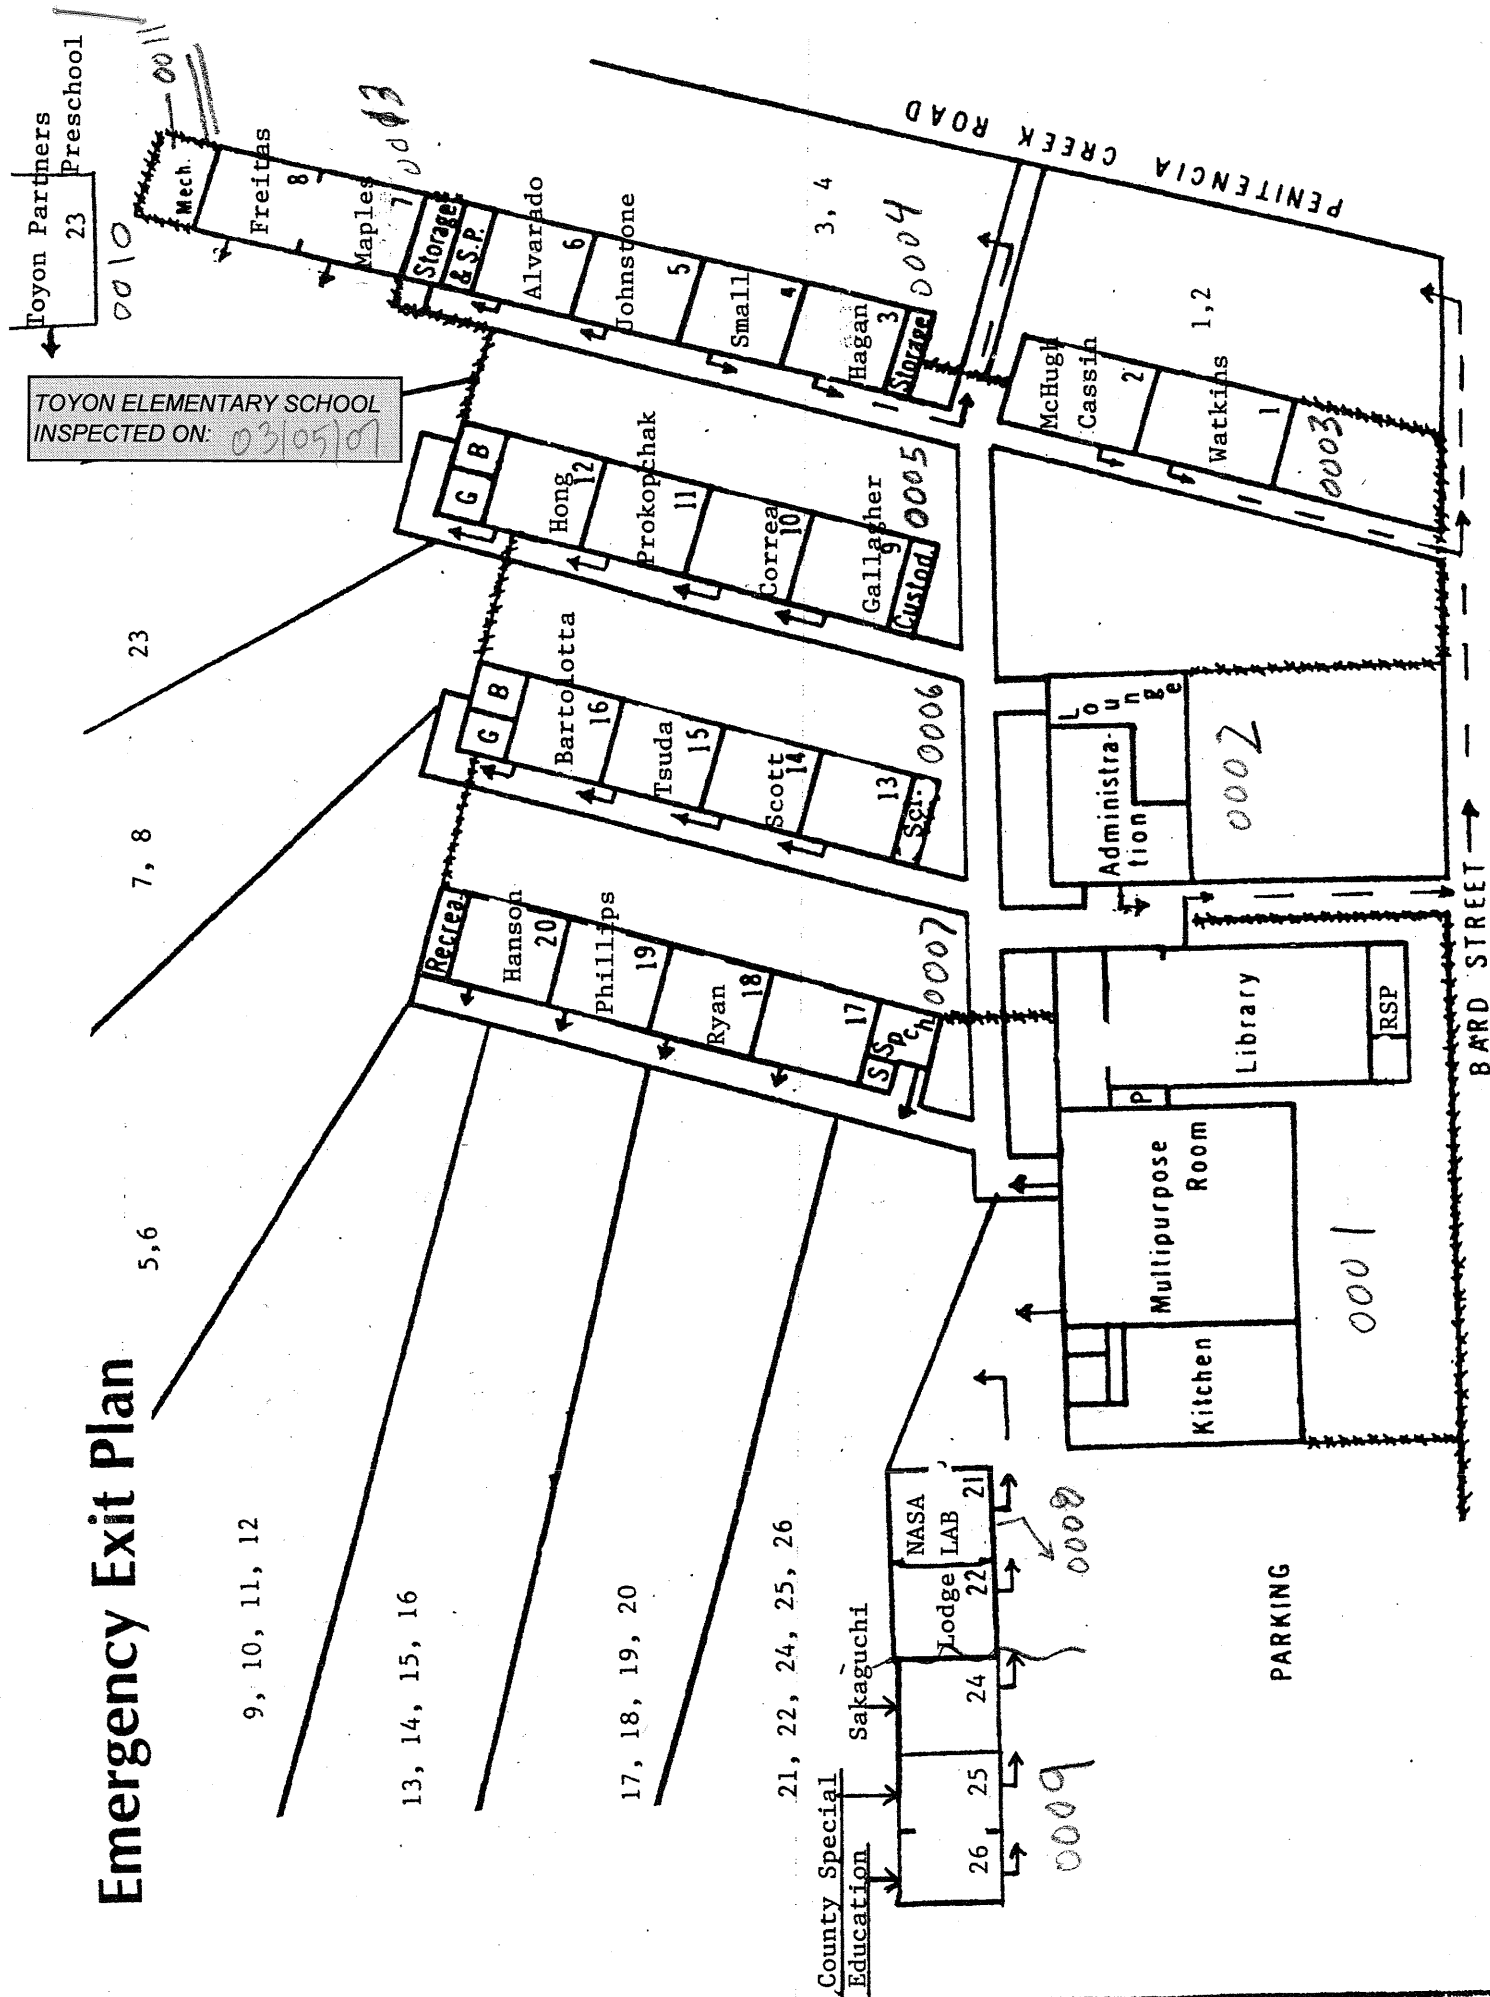 Emergency Exit Plan
5,6
7, 8
23
9, 10, 11, 12
13, 14, 15, 16
17, 18, 19, 20
21, 22, 24, 25, 26
TOYON ELEMENTARY SCHOOL
INSPECTED ON: 03/05/07
Toyon Partners
23 Preschool
0010
Mech.
0011
Freitas
8
Maples
7
Storage
& S.P.
Alvarado
6
Johnstone
5
Small
4
Hagan
3
Storage
0004
3, 4
PENITENCIA CREEK ROAD
McHugh
Cassin
2
Watkins
1
1,2
0003
G B
Hong
12
Prokopchak
11
Correa
10
Gallagher
9
Custod.
0005
G B
Bartolotta
16
Tsuda
15
Scott
14
13
Sci.
0006
Recrea.
Hanson
20
Phillips
19
Ryan
18
17
S Spch
0007
Administra-
tion
Lounge
0002
Library
RSP
P
Multipurpose
Room
Kitchen
0001
BARD STREET
County Special
Education
Sakaguchi
26
25
24
Lodge
22
NASA
LAB
21
0008
0009
PARKING